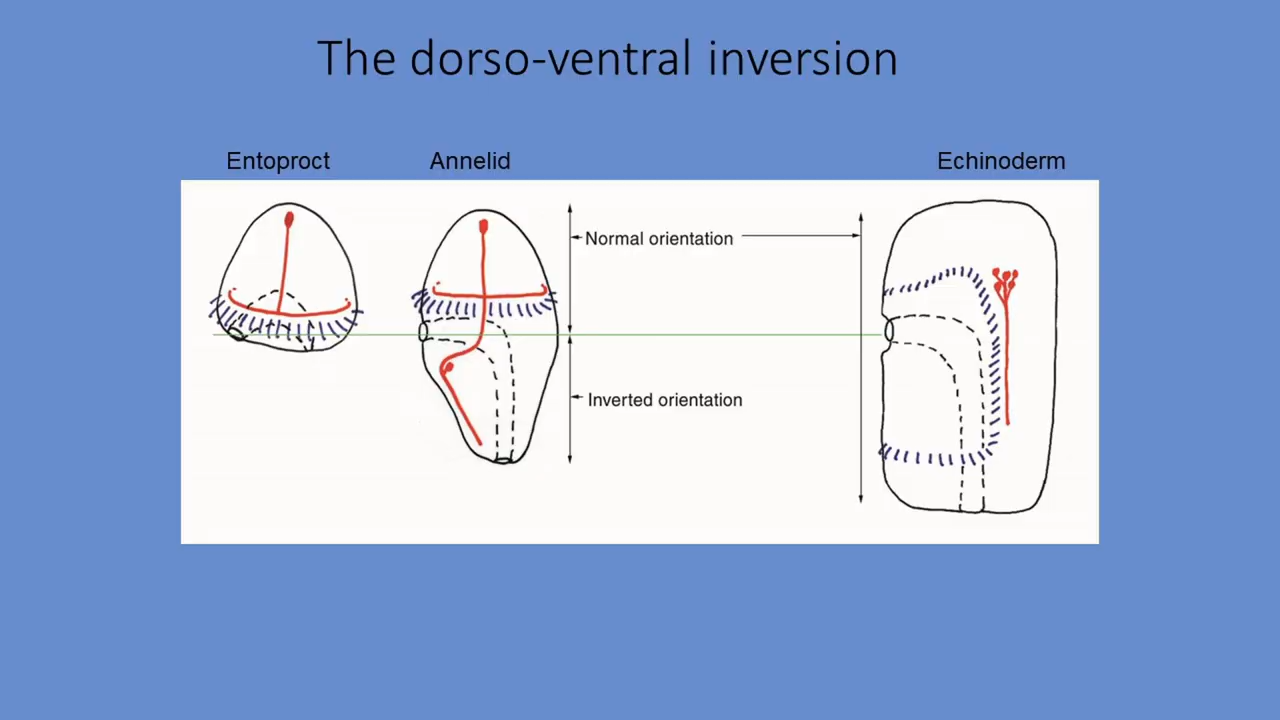 The dorso-ventral inversion
Entoproct
Annelid
Echinoderm
Normal orientation
Inverted orientation